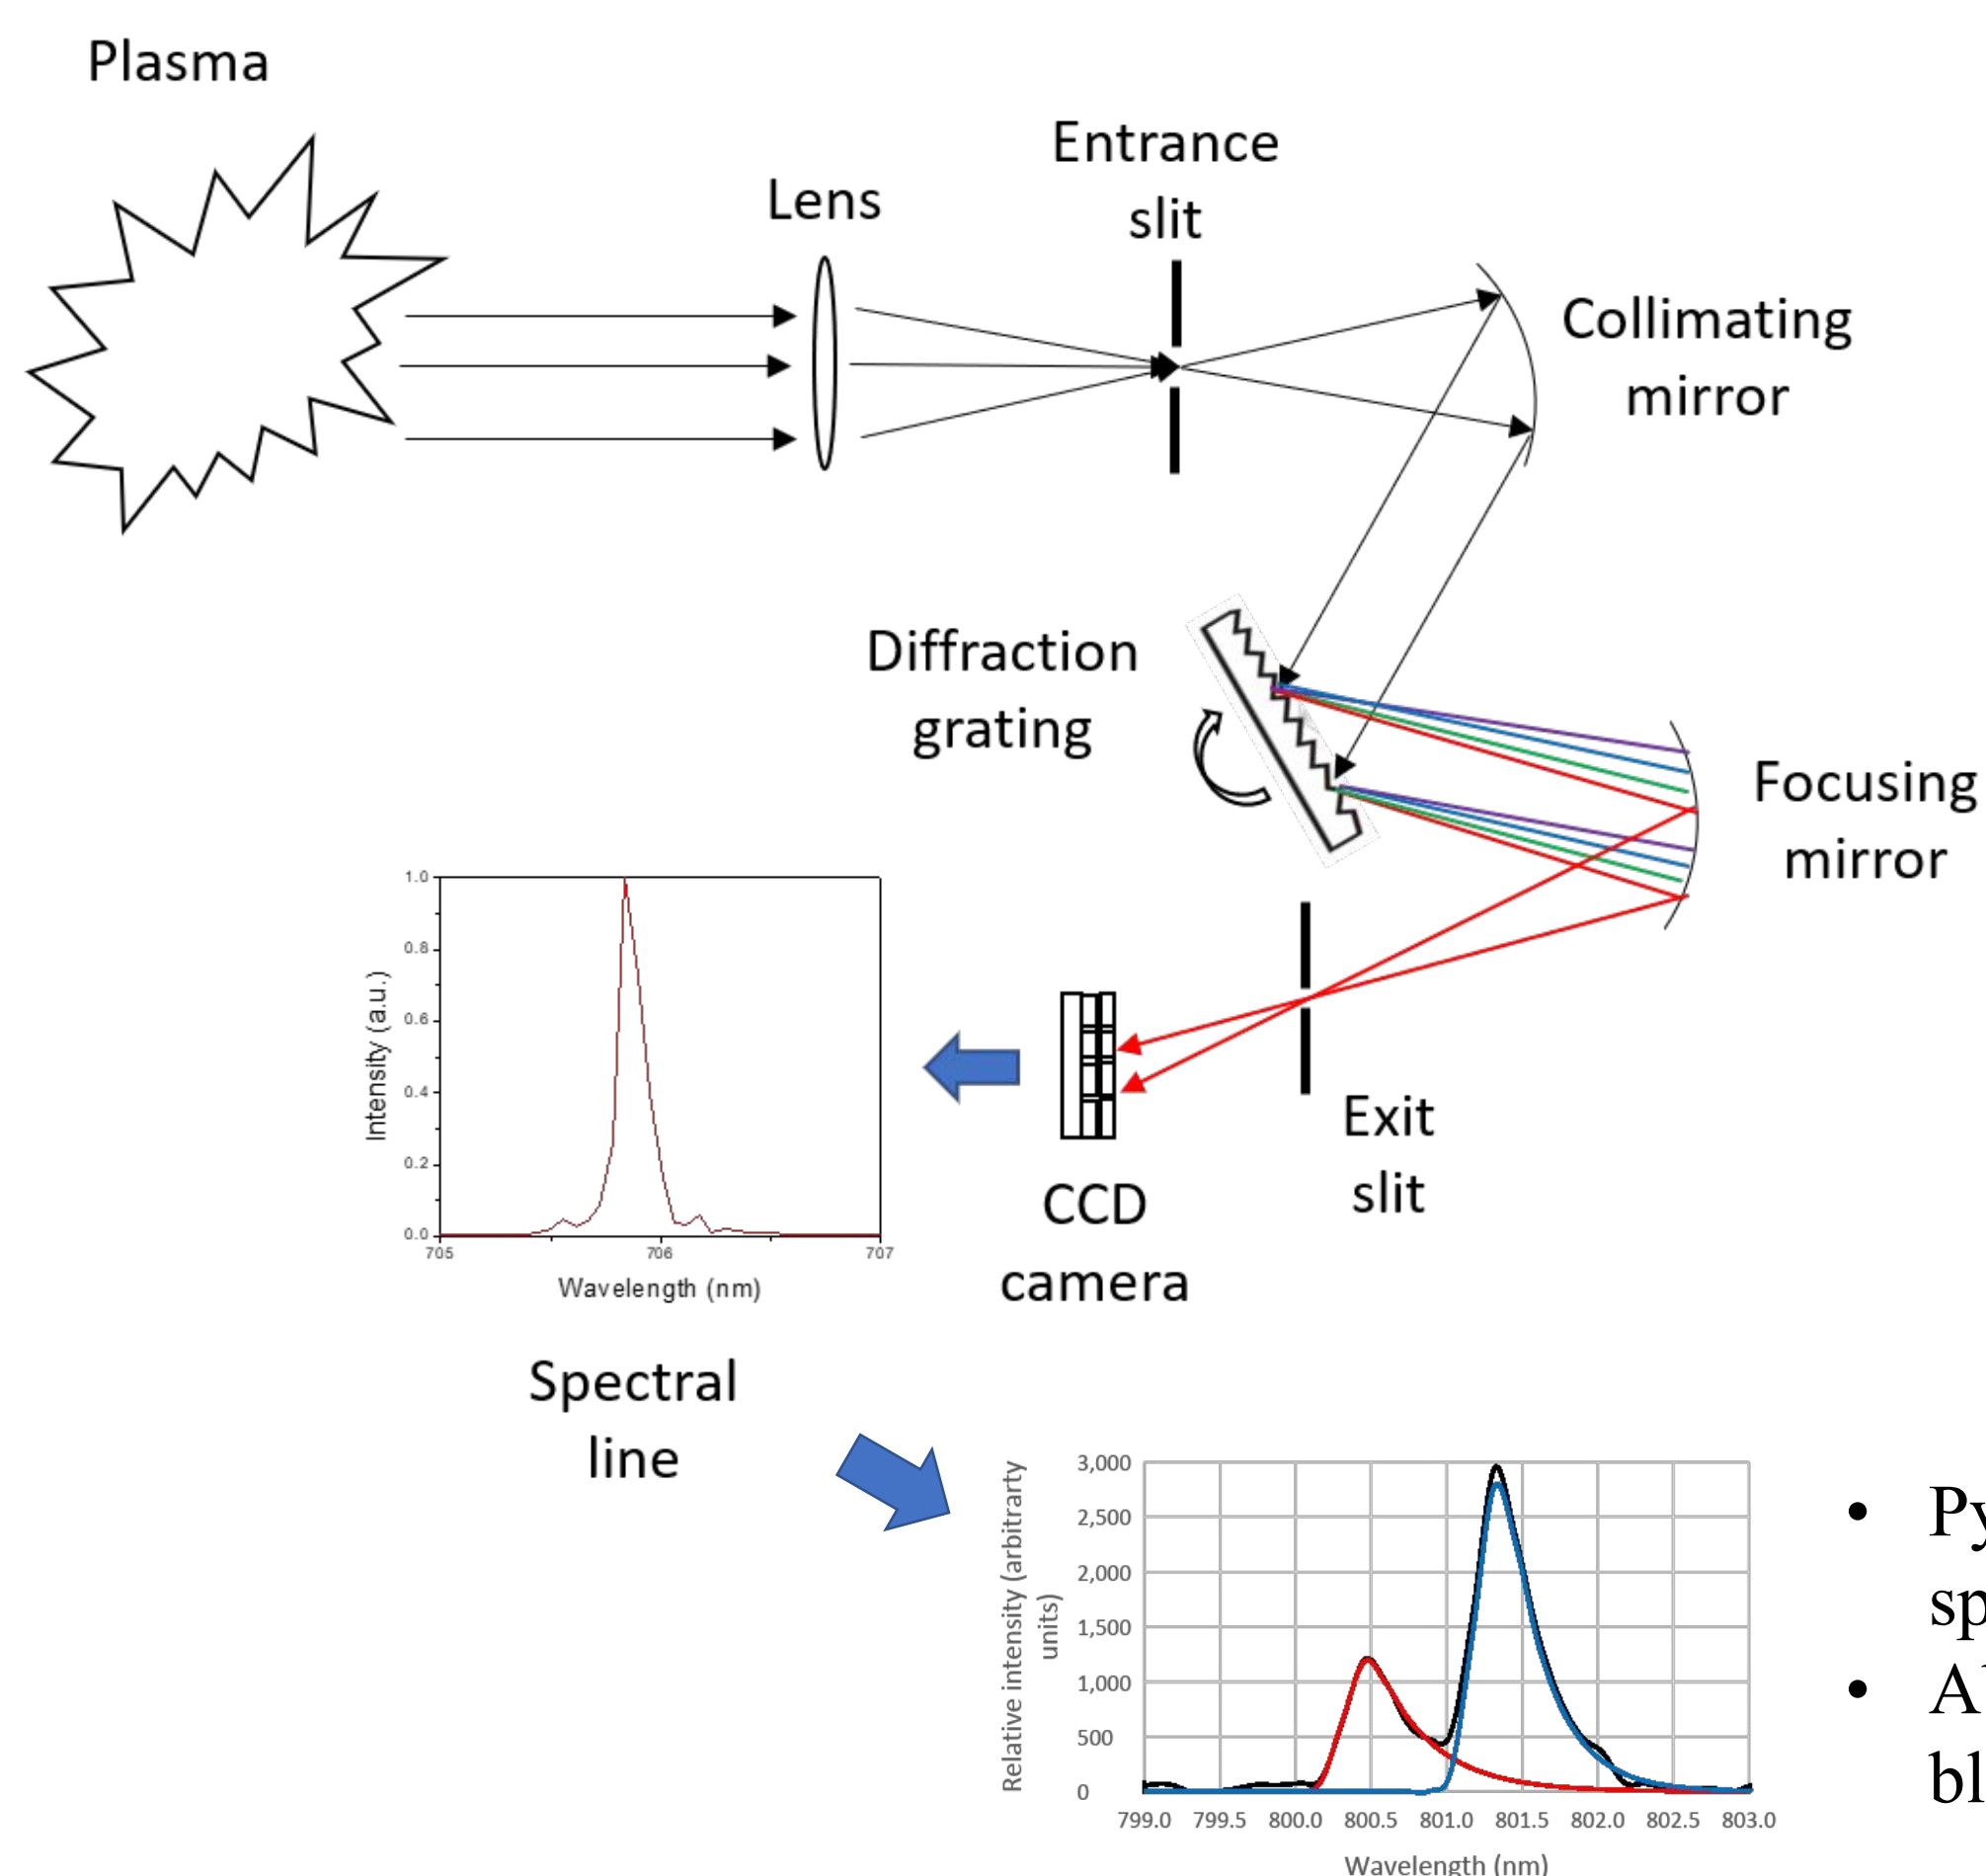 Plasma
Lens
Entrance
slit
Collimating
mirror
Diffraction
grating
Focusing
mirror
Exit
slit
CCD
camera
Intensity (a.u.)
1.0
0.8
0.6
0.4
0.2
0.0
705
706
707
Wavelength (nm)
Spectral
line
Relative intensity (arbitrarty
units)
3,000
2,500
2,000
1,500
1,000
500
0
799.0 799.5 800.0 800.5 801.0 801.5 802.0 802.5 803.0
Wavelength (nm)